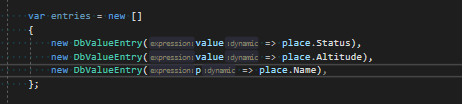 var entries = new []
{
new DbValueEntry( expression: value :dynamic => place.Status),
new DbValueEntry( expression: value :dynamic => place.Altitude),
new DbValueEntry( expression: p :dynamic => place.Name),
};